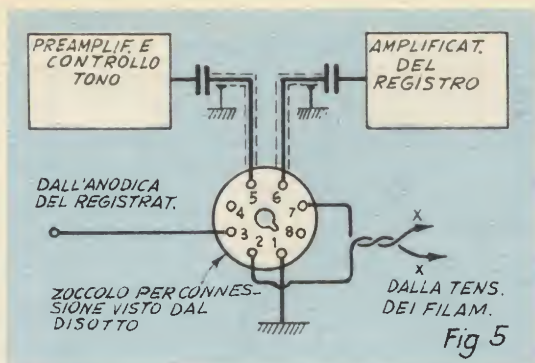 PREAMPLIF. E
CONTROLLO
TONO
AMPLIFICAT.
DEL
REGISTRO
DALL'ANODICA
DEL REGISTRAT.
5 6
4 7
3 8
2 1
X
X
ZOCCOLO PER CONNES-
SIONE VISTO DAL
DISOTTO
DALLA TENS.
DEI FILAM.
Fig 5